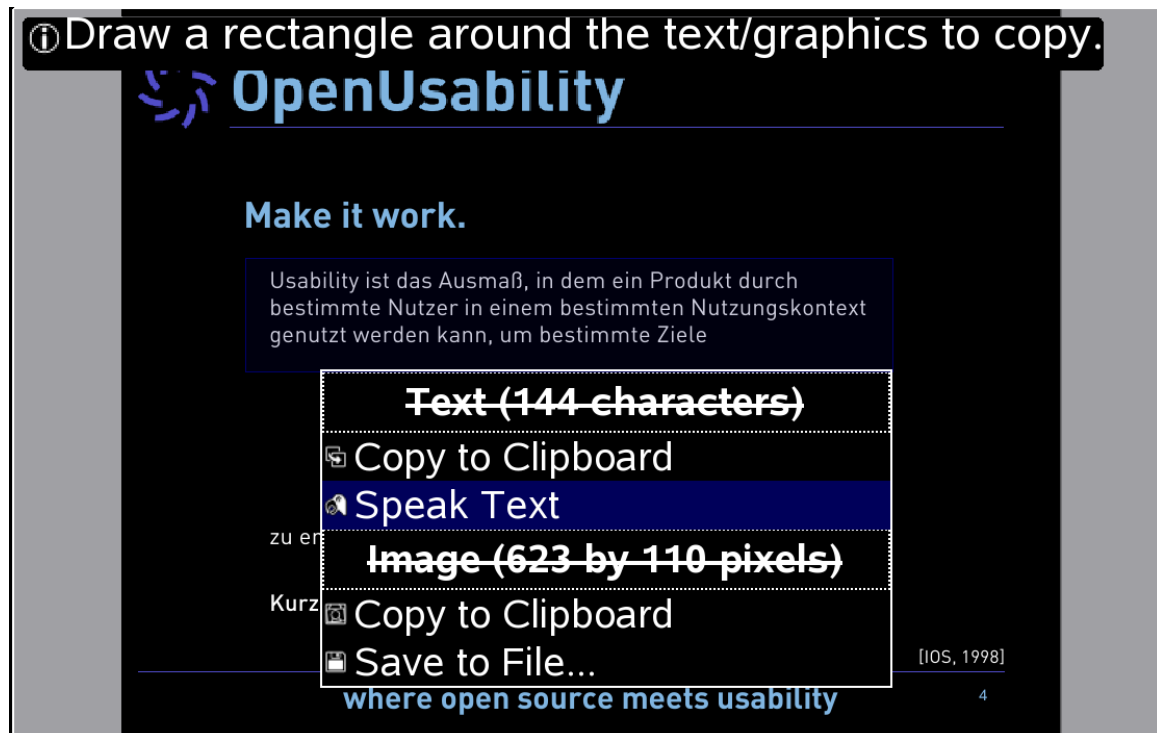 Draw a rectangle around the text/graphics to copy.
OpenUsability
Make it work.
Usability ist das Ausmaß, in dem ein Produkt durch
bestimmte Nutzer in einem bestimmten Nutzungskontext
genutzt werden kann, um bestimmte Ziele
Text (144 characters)
Copy to Clipboard
Speak Text
zu er
Image (623 by 110 pixels)
Kurz
Copy to Clipboard
Save to File...
[IOS, 1998]
where open source meets usability
4